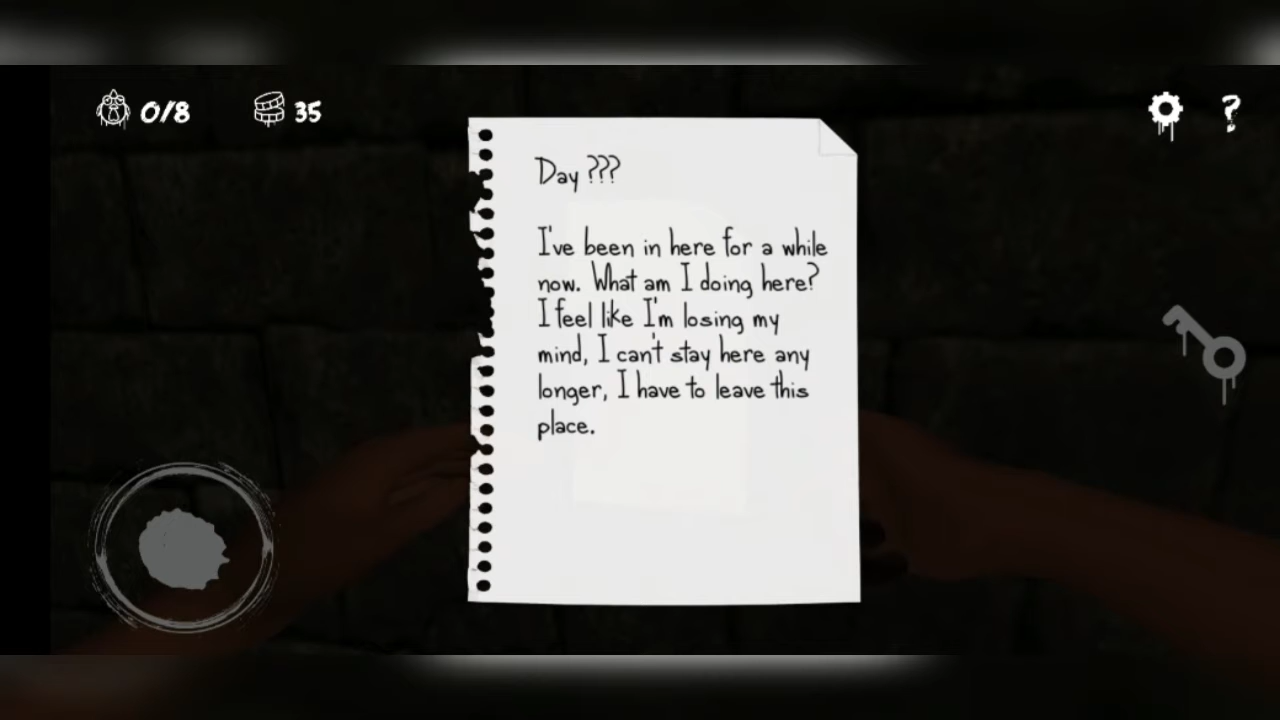 0/8
35
?
Day ???
I've been in here for a while
now. What am I doing here?
I feel like I'm losing my
mind, I can't stay here any
longer, I have to leave this
place.